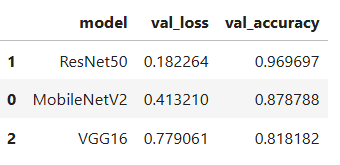 model val_loss val_accuracy
1 ResNet50 0.182264 0.969697
0 MobileNetV2 0.413210 0.878788
2 VGG16 0.779061 0.818182